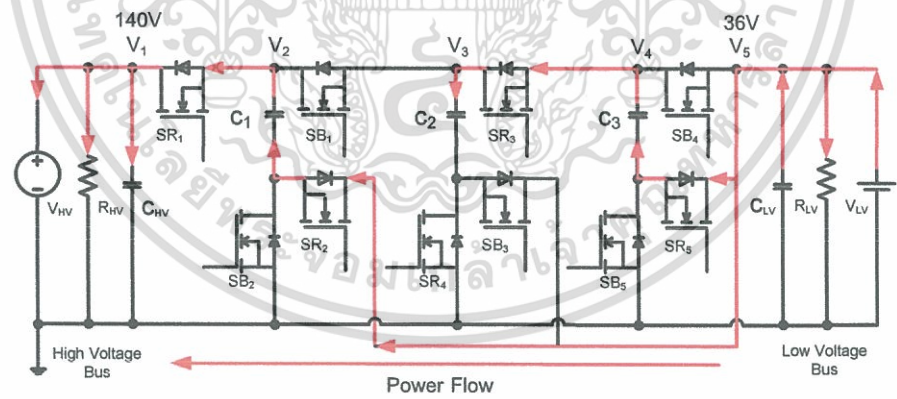 140V
36V
V1
V2
V3
V4
V5
SR1
C1
SB1
C2
SR3
C3
SB4
VHV
RHV
CHV
SR2
SB2
SB3
SR4
SR5
SB5
CLV
RLV
VLV
High Voltage
Bus
Low Voltage
Bus
Power Flow